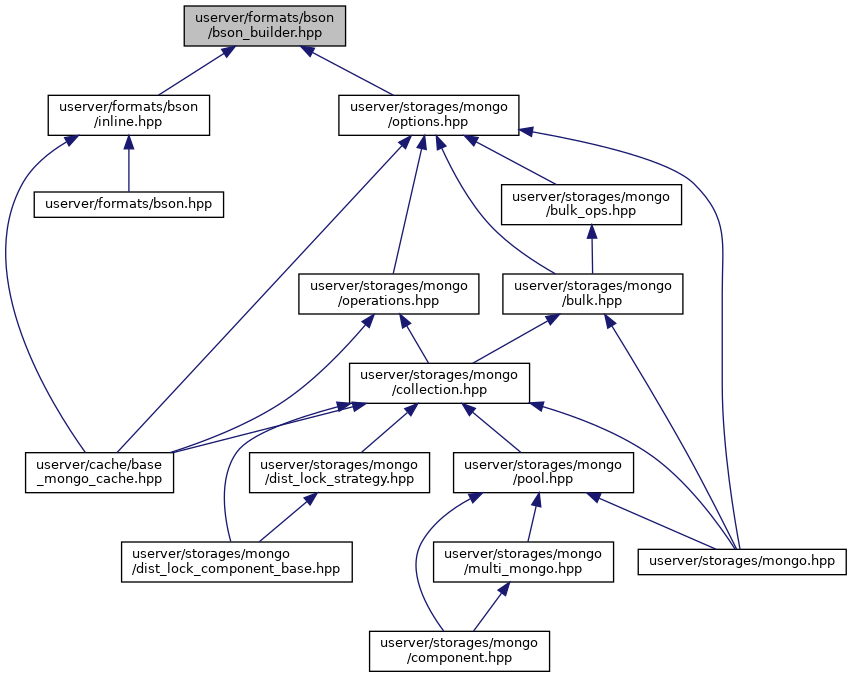 userver/formats/bson
/bson_builder.hpp
userver/formats/bson
/inline.hpp
userver/storages/mongo
/options.hpp
userver/formats/bson.hpp
userver/storages/mongo
/bulk_ops.hpp
userver/storages/mongo
/operations.hpp
userver/storages/mongo
/bulk.hpp
userver/storages/mongo
/collection.hpp
userver/cache/base
_mongo_cache.hpp
userver/storages/mongo
/dist_lock_strategy.hpp
userver/storages/mongo
/pool.hpp
userver/storages/mongo
/dist_lock_component_base.hpp
userver/storages/mongo
/multi_mongo.hpp
userver/storages/mongo.hpp
userver/storages/mongo
/component.hpp